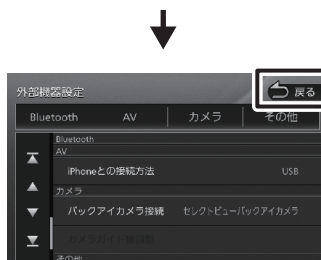 外部機器設定
戻る
Bluetooth AV カメラ その他
Bluetooth
AV
iPhoneとの接続方法 USB
カメラ
バックアイカメラ接続 セレクトビューバックアイカメラ
その他